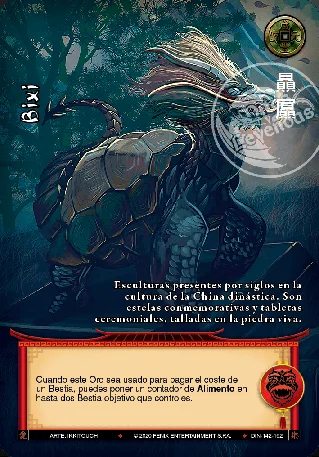 Bixi
贔屭
Esculturas presentes por siglos en la
cultura de la China dinástica. Son
estelas conmemorativas y tabletas
ceremoniales, talladas en la piedra viva.
Cuando este Oro sea usado para pagar el coste de
un Bestia, puedes poner un contador de Alimento en
hasta dos Bestia objetivo que controles.
© 2020 FENIX ENTERTAINMENT S.P.A.